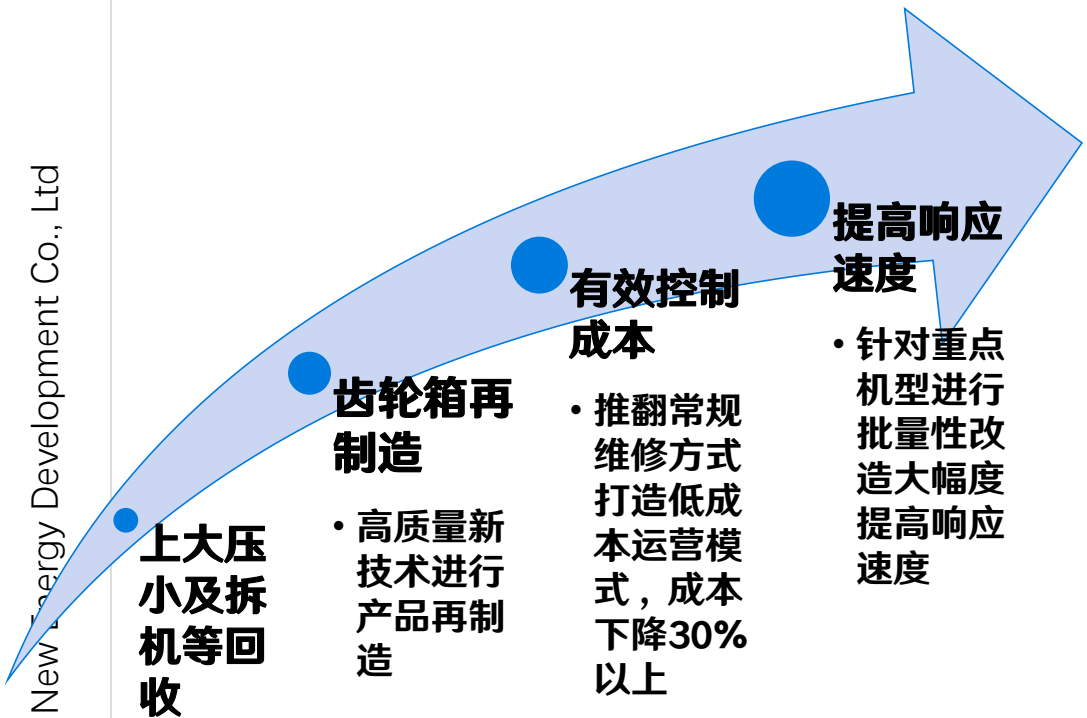 New Energy Development Co., Ltd
上大压
小及拆
机等回
收
齿轮箱再
制造
• 高质量新
技术进行
产品再制
造
有效控制
成本
• 推翻常规
维修方式
打造低成
本运营模
式，成本
下降30%
以上
提高响应
速度
• 针对重点
机型进行
批量性改
造大幅度
提高响应
速度